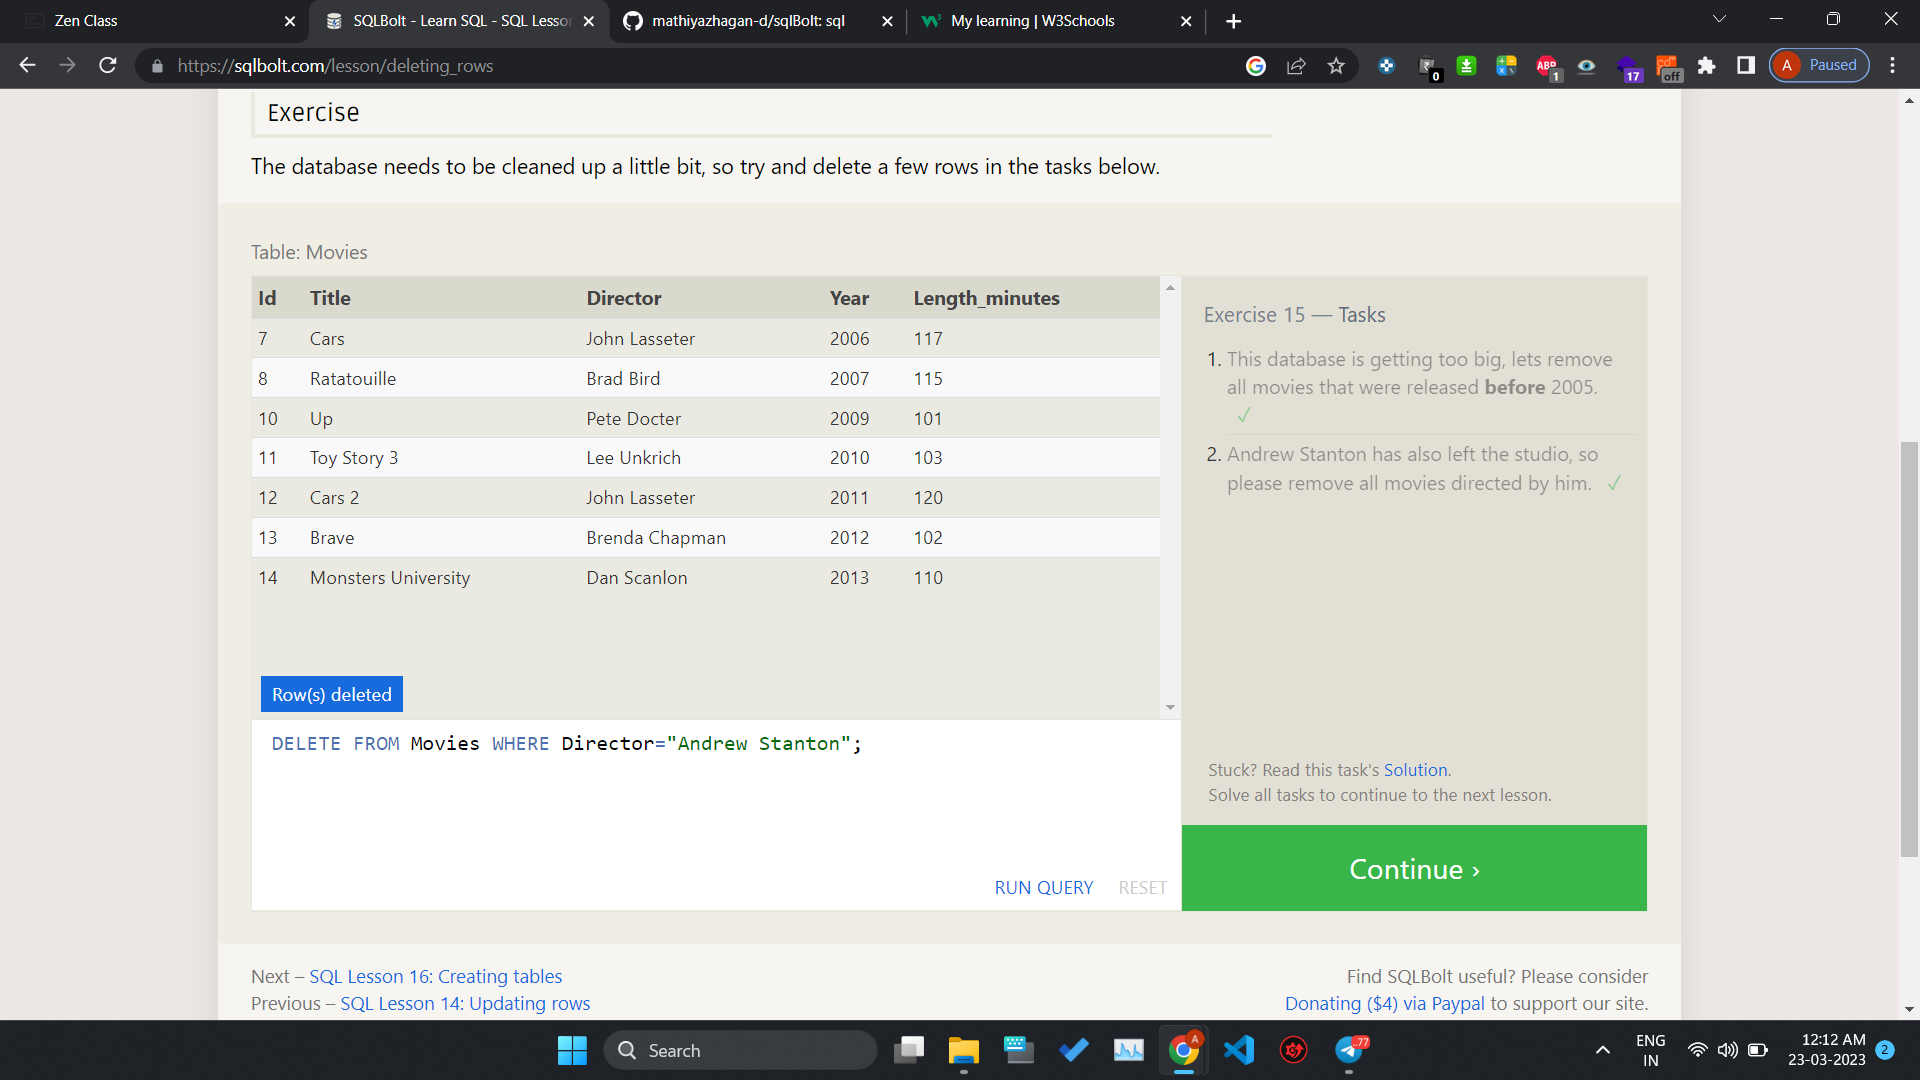 Zen Class
SQLBolt - Learn SQL - SQL Lesson
mathiyazhagan-d/sqlBolt: sql
My learning | W3Schools
https://sqlbolt.com/lesson/deleting_rows
0
ABP
1
17
off
A
Paused
Exercise
The database needs to be cleaned up a little bit, so try and delete a few rows in the tasks below.
Table: Movies
Id Title Director Year Length_minutes
7 Cars John Lasseter 2006 117
8 Ratatouille Brad Bird 2007 115
10 Up Pete Docter 2009 101
11 Toy Story 3 Lee Unkrich 2010 103
12 Cars 2 John Lasseter 2011 120
13 Brave Brenda Chapman 2012 102
14 Monsters University Dan Scanlon 2013 110
Row(s) deleted
DELETE FROM Movies WHERE Director="Andrew Stanton";
RUN QUERY RESET
Exercise 15 — Tasks
1. This database is getting too big, lets remove
all movies that were released before 2005.
✓
2. Andrew Stanton has also left the studio, so
please remove all movies directed by him. ✓
Stuck? Read this task's Solution.
Solve all tasks to continue to the next lesson.
Continue ›
Next – SQL Lesson 16: Creating tables
Previous – SQL Lesson 14: Updating rows
Find SQLBolt useful? Please consider
Donating ($4) via Paypal to support our site.
Search
A
77
ENG
IN
12:12 AM
23-03-2023
2